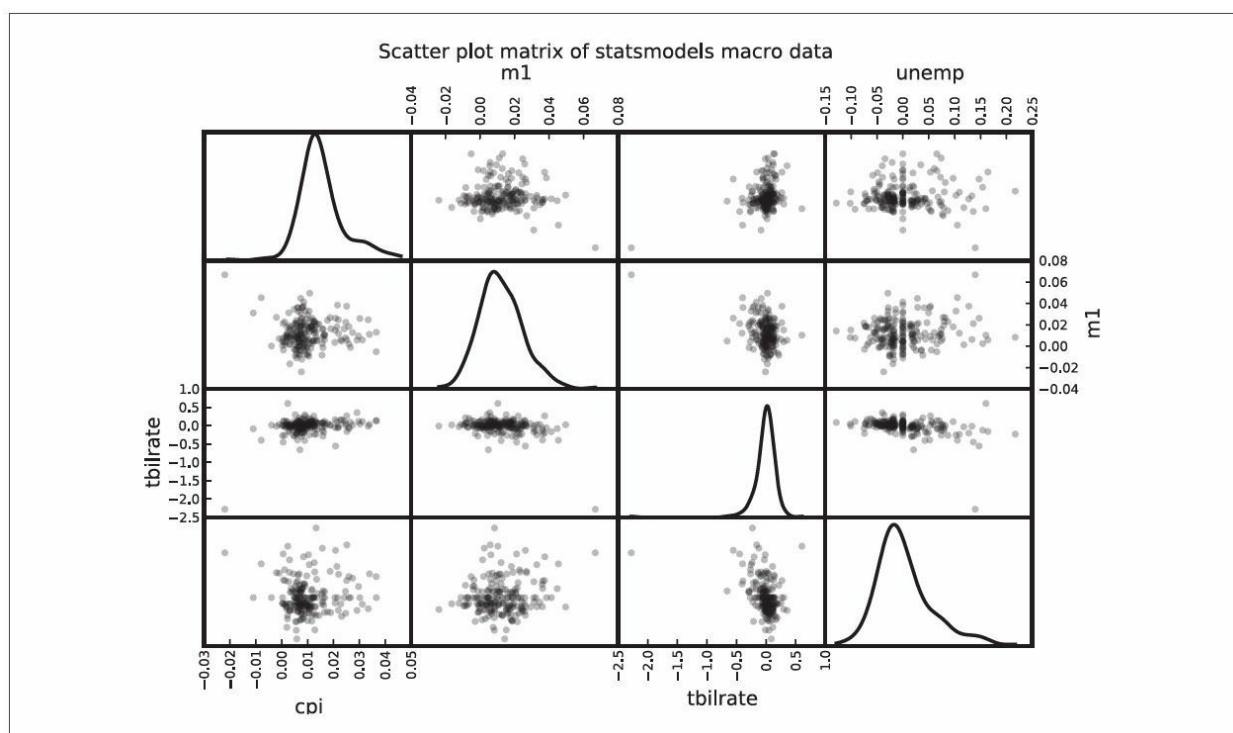 Scatter plot matrix of statsmodels macro data
m1
unemp
−0.04 −0.02 0.00 0.02 0.04 0.06 0.08
−0.15 −0.10 −0.05 0.00 0.05 0.10 0.15 0.20 0.25
0.08
0.06
0.04
0.02
0.00
−0.02
−0.04
m1
1.0
0.5
0.0
−0.5
−1.0
−1.5
−2.0
−2.5
tbilrate
−0.03 −0.02 −0.01 0.00 0.01 0.02 0.03 0.04 0.05
−2.5 −2.0 −1.5 −1.0 −0.5 0.0 0.5 1.0
cpi
tbilrate